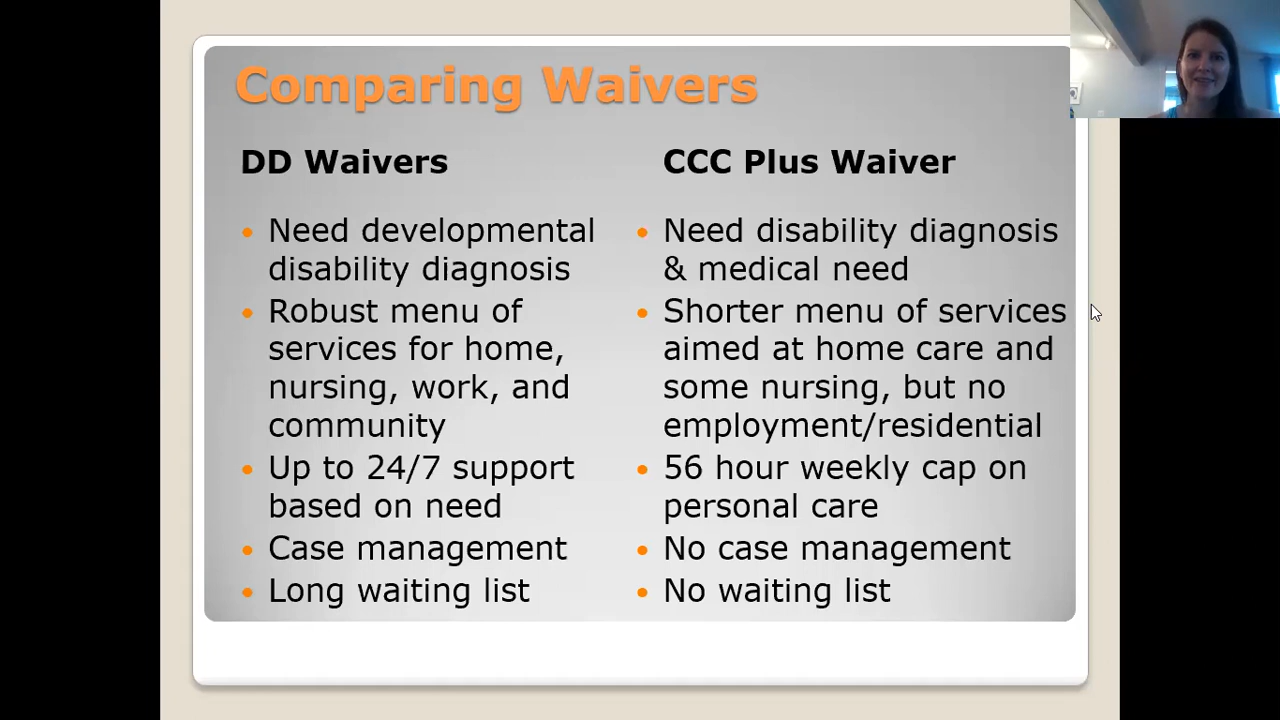 Comparing Waivers
DD Waivers
• Need developmental
disability diagnosis
• Robust menu of
services for home,
nursing, work, and
community
• Up to 24/7 support
based on need
• Case management
• Long waiting list
CCC Plus Waiver
• Need disability diagnosis
& medical need
• Shorter menu of services
aimed at home care and
some nursing, but no
employment/residential
• 56 hour weekly cap on
personal care
• No case management
• No waiting list